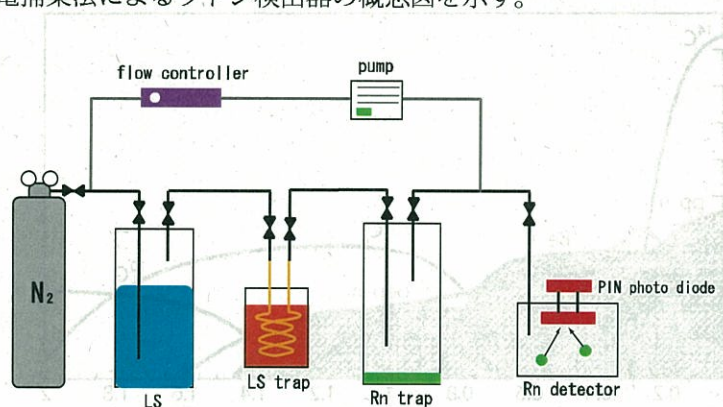 電捕集法によるラドン検出器の概念図を示す。
flow controller
pump
N₂
PIN photo diode
LS
LS trap
Rn trap
Rn detector